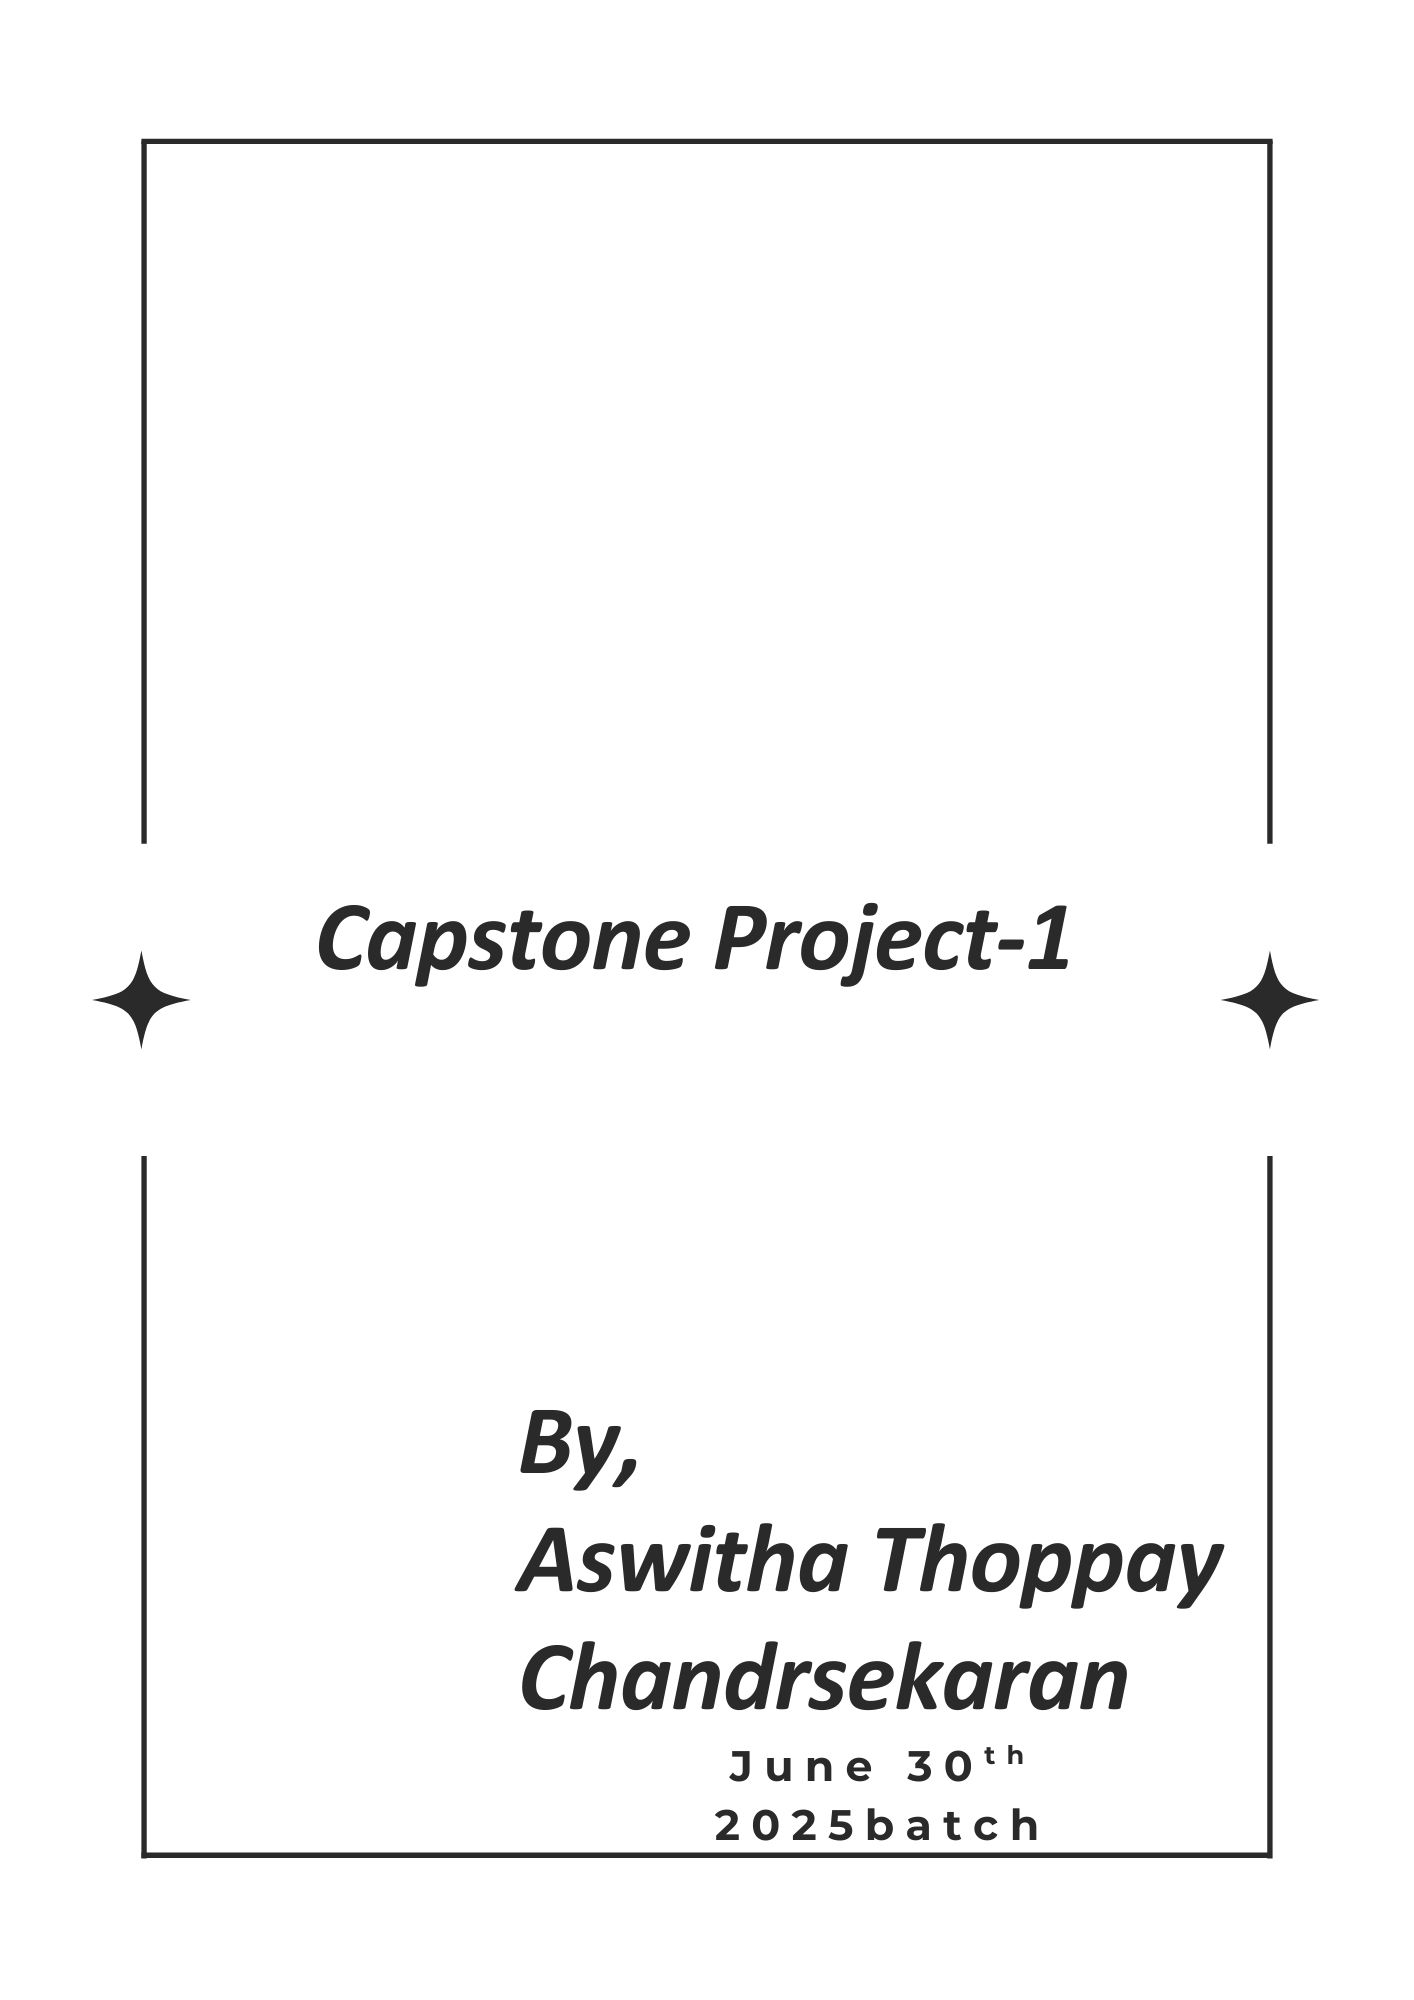 Capstone Project-1
By,
Aswitha Thoppay
Chandrsekaran
June 30th
2025batch